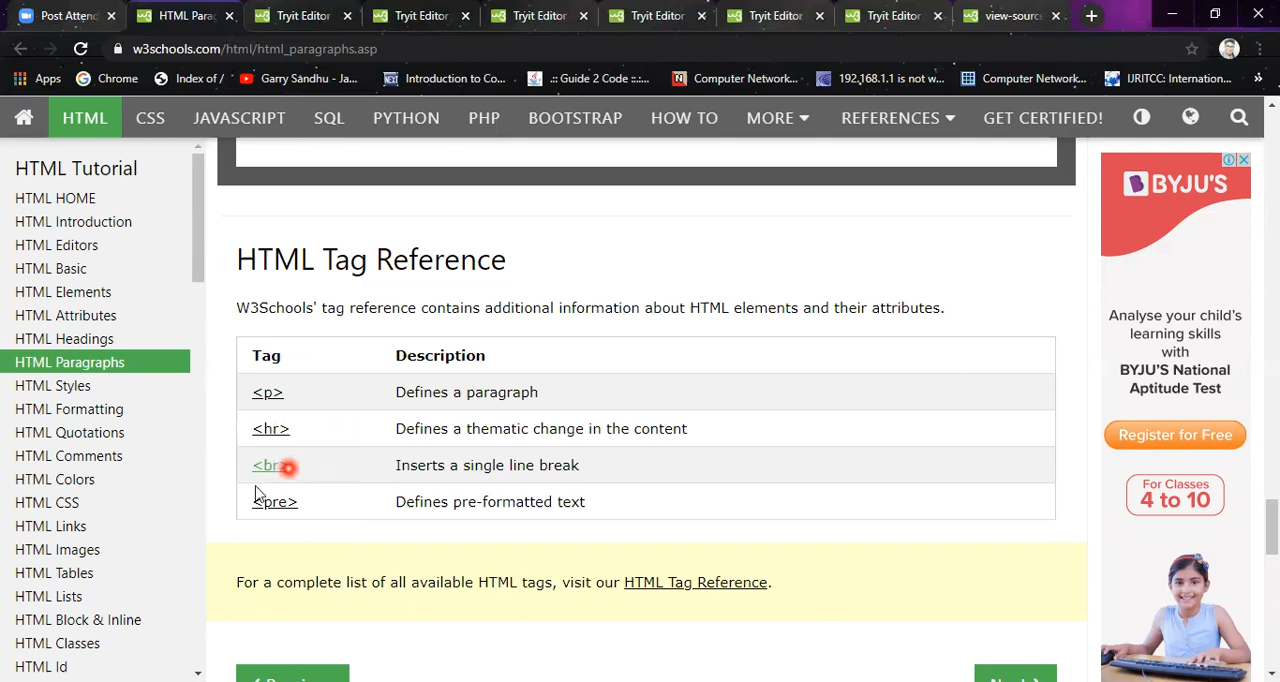 Post Attend
HTML Para
Tryit Editor
Tryit Editor
Tryit Editor
Tryit Editor
Tryit Editor
Tryit Editor
view-source
w3schools.com/html/html_paragraphs.asp
Apps
Chrome
Index of /
Garry Sandhu - Ja...
Introduction to Co...
.:: Guide 2 Code ::...
Computer Network...
192.168.1.1 is not w...
Computer Network...
IJRITCC: Internation...
HTML CSS JAVASCRIPT SQL PYTHON PHP BOOTSTRAP HOW TO MORE REFERENCES GET CERTIFIED!
HTML Tutorial
HTML HOME
HTML Introduction
HTML Editors
HTML Basic
HTML Elements
HTML Attributes
HTML Headings
HTML Paragraphs
HTML Styles
HTML Formatting
HTML Quotations
HTML Comments
HTML Colors
HTML CSS
HTML Links
HTML Images
HTML Tables
HTML Lists
HTML Block & Inline
HTML Classes
HTML Id
HTML Tag Reference
W3Schools' tag reference contains additional information about HTML elements and their attributes.
Tag Description
<p> Defines a paragraph
<hr> Defines a thematic change in the content
<br> Inserts a single line break
<pre> Defines pre-formatted text
For a complete list of all available HTML tags, visit our HTML Tag Reference.
BYJU'S
Analyse your child's
learning skills
with
BYJU'S National
Aptitude Test
Register for Free
For Classes
4 to 10